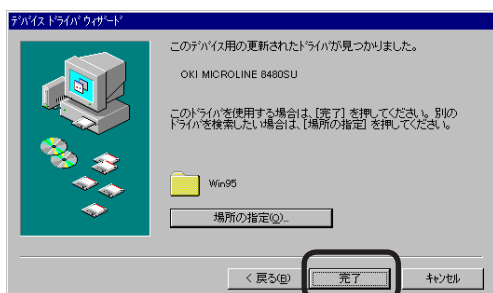 ﾃﾞﾊﾞｲｽ ﾄﾞﾗｲﾊﾞ ｳｨｻﾞｰﾄﾞ
このﾃﾞﾊﾞｲｽ用の更新されたﾄﾞﾗｲﾊﾞが見つかりました。
OKI MICROLINE 8480SU
このﾄﾞﾗｲﾊﾞを使用する場合は、[完了] を押してください。別の
ﾄﾞﾗｲﾊﾞを検索したい場合は、[場所の指定] を押してください。
Win95
場所の指定(O)...
< 戻る(B)
完了
ｷｬﾝｾﾙ